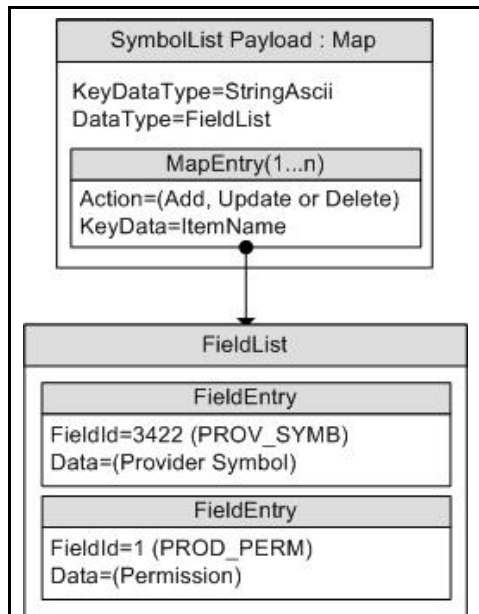 SymbolList Payload : Map
KeyDataType=StringAscii
DataType=FieldList
MapEntry(1...n)
Action=(Add, Update or Delete)
KeyData=ItemName
FieldList
FieldEntry
FieldId=3422 (PROV_SYMB)
Data=(Provider Symbol)
FieldEntry
FieldId=1 (PROD_PERM)
Data=(Permission)